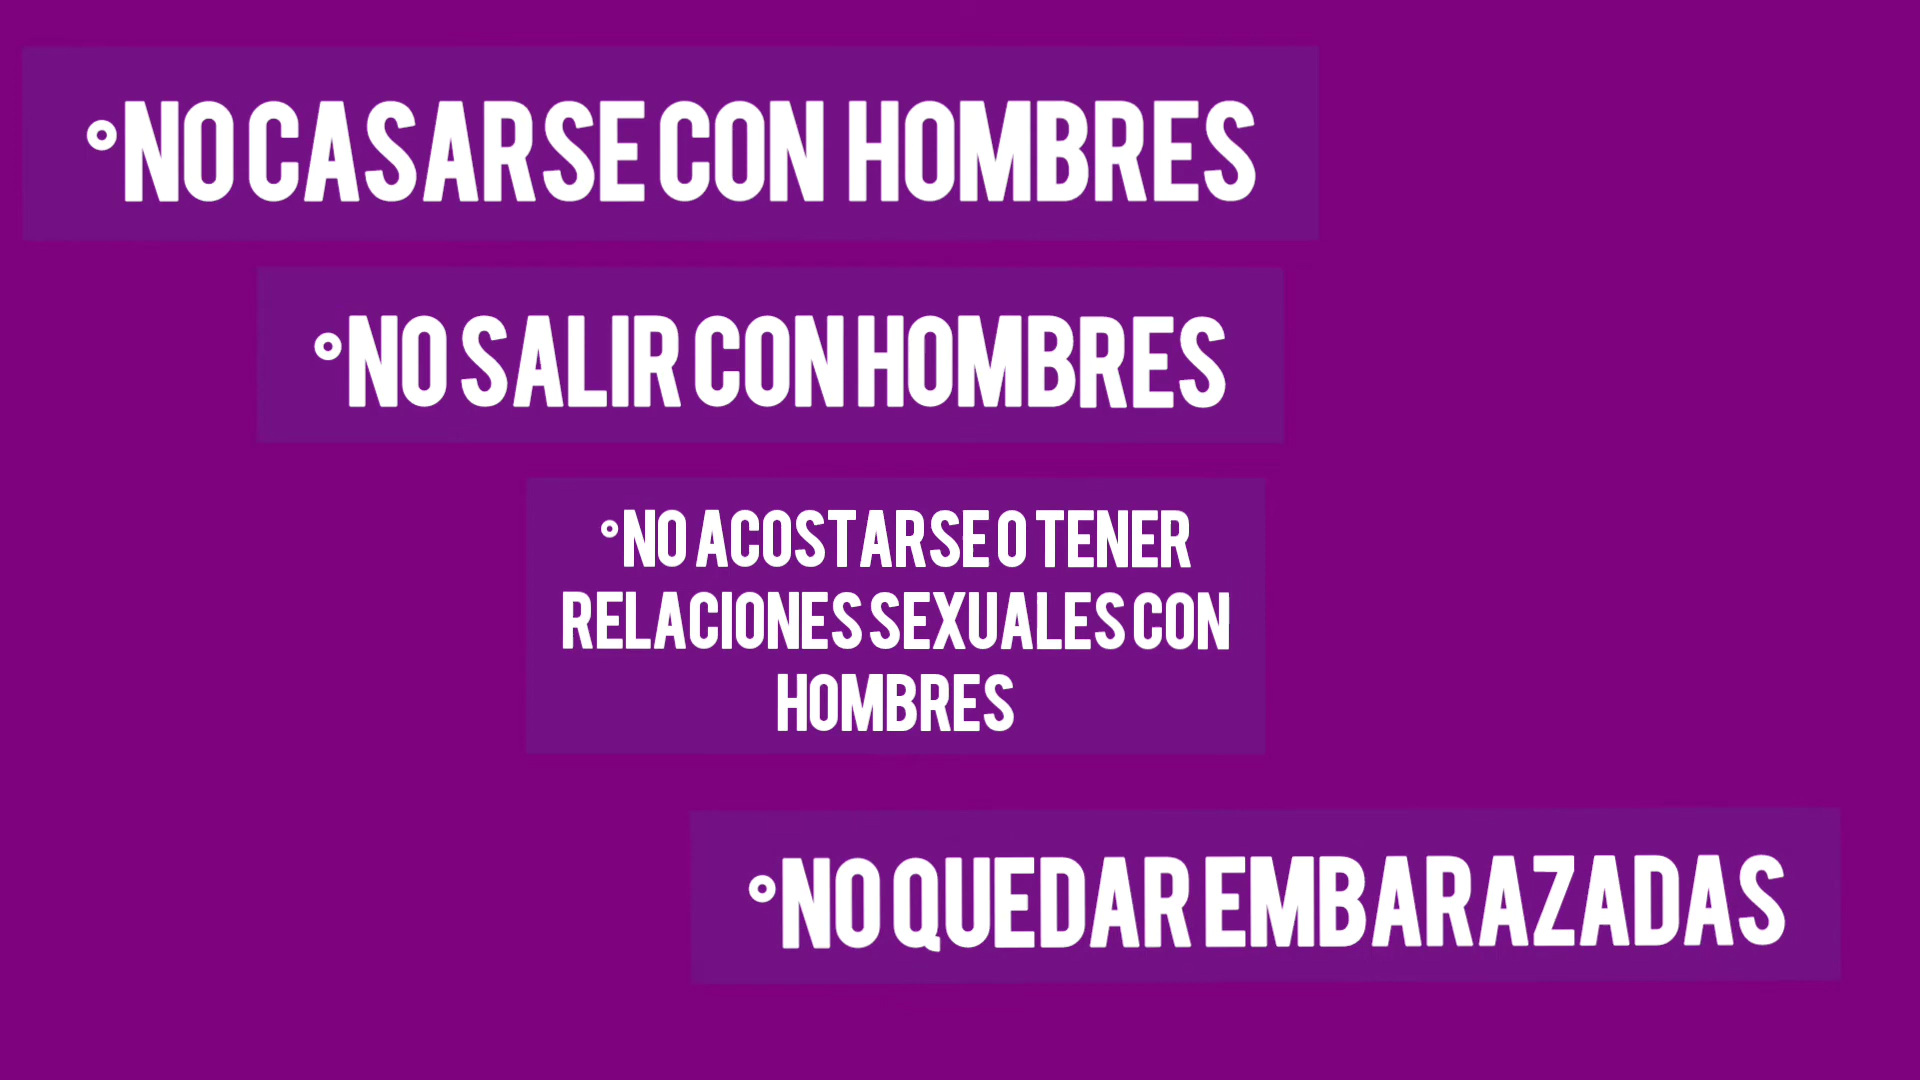 °NO CASARSE CON HOMBRES
°NO SALIR CON HOMBRES
°NO ACOSTARSE O TENER
RELACIONES SEXUALES CON
HOMBRES
°NO QUEDAR EMBARAZADAS